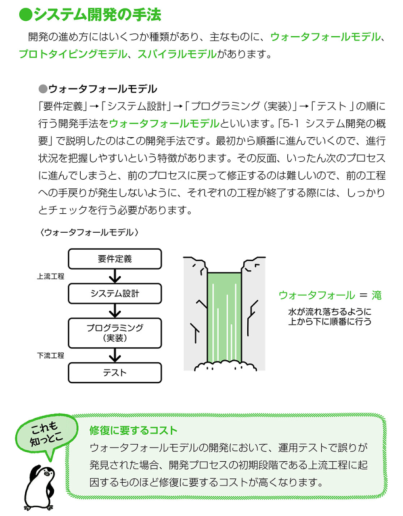 ●システム開発の手法
開発の進め方にはいくつか種類があり、主なものに、ウォータフォールモデル、
プロトタイピングモデル、スパイラルモデルがあります。
●ウォータフォールモデル
「要件定義」→「システム設計」→「プログラミング(実装)」→「テスト」の順に
行う開発手法をウォータフォールモデルといいます。「5-1 システム開発の概
要」で説明したのはこの開発手法です。最初から順番に進んでいくので、進行
状況を把握しやすいという特徴があります。その反面、いったん次のプロセス
に進んでしまうと、前のプロセスに戻って修正するのは難しいので、前の工程
への手戻りが発生しないように、それぞれの工程が終了する際には、しっかり
とチェックを行う必要があります。
〈ウォータフォールモデル〉
要件定義
上流工程
システム設計
プログラミング
(実装)
下流工程
テスト
ウォータフォール = 滝
水が流れ落ちるように
上から下に順番に行う
これも
知っとこ
修復に要するコスト
ウォータフォールモデルの開発において、運用テストで誤りが
発見された場合、開発プロセスの初期段階である上流工程に起
因するものほど修復に要するコストが高くなります。